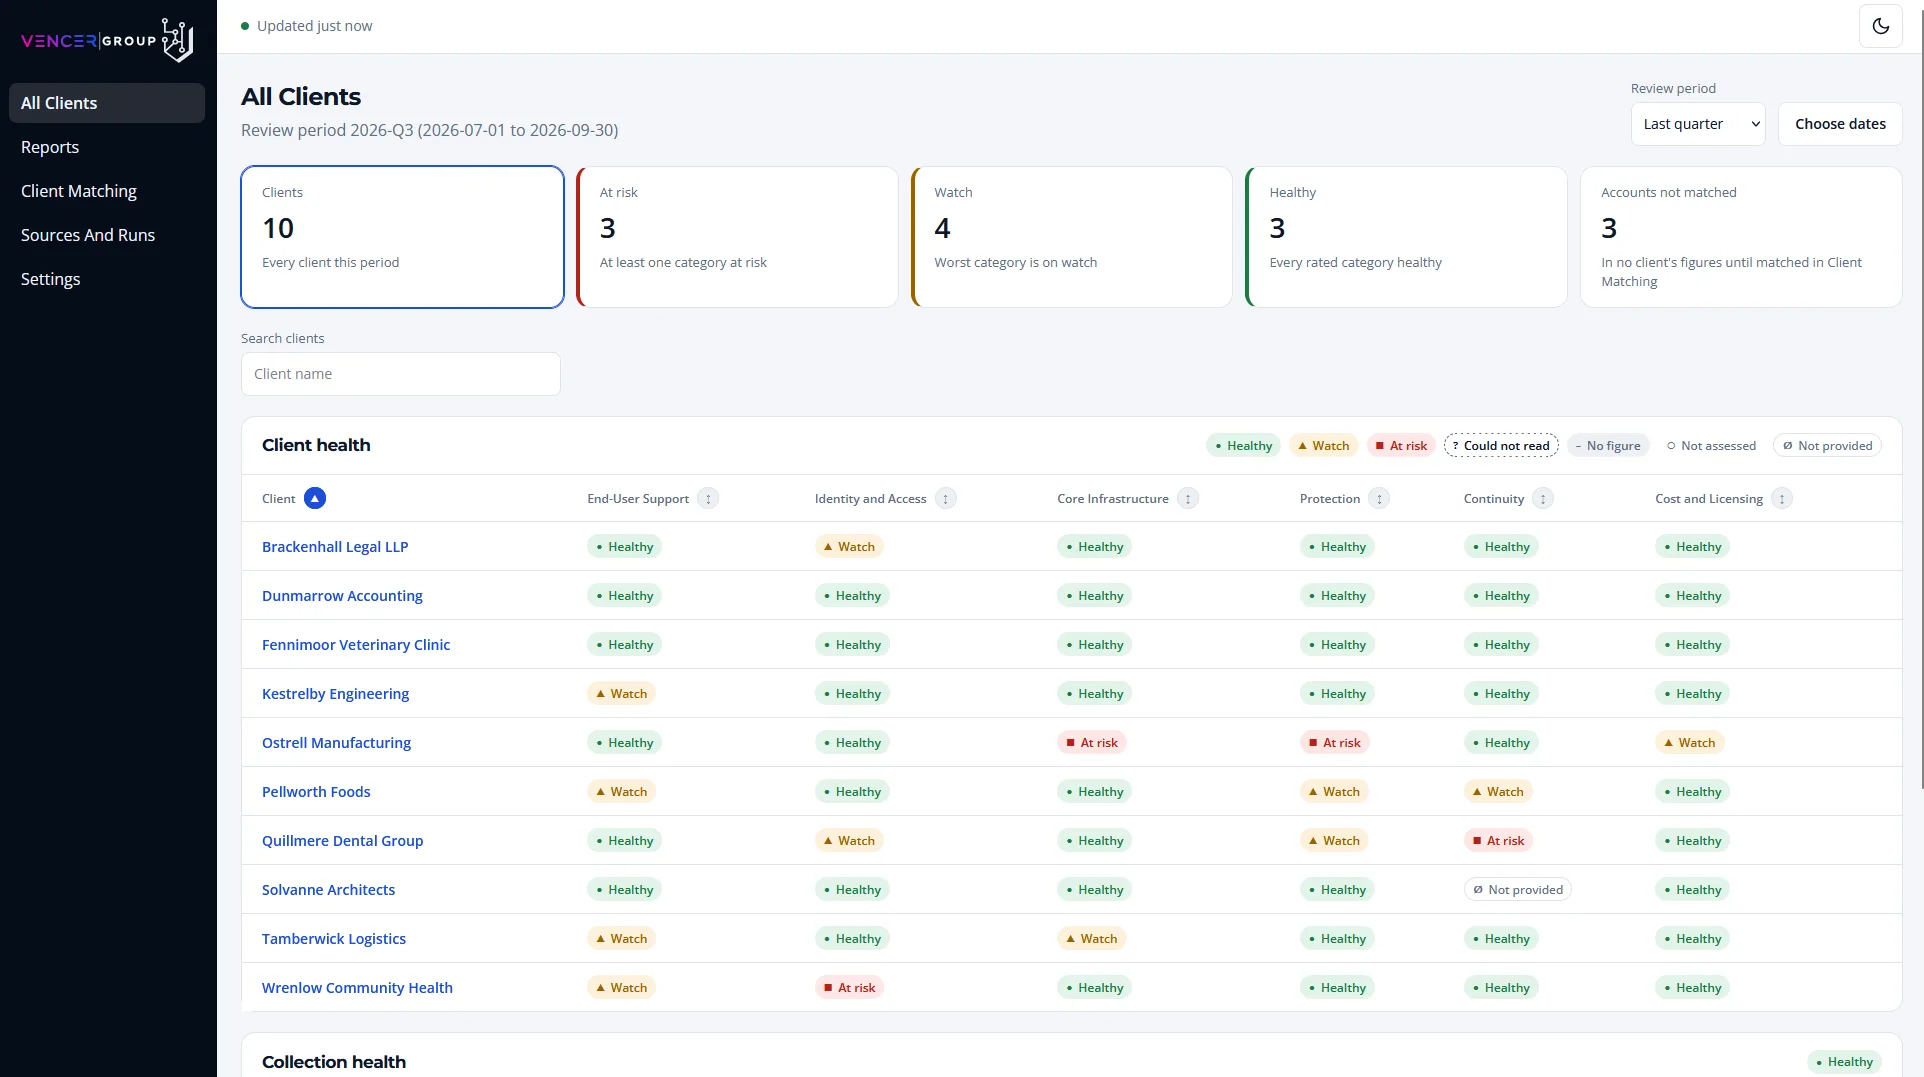 VENCER|GROUP
All Clients
Reports
Client Matching
Sources And Runs
Settings
Updated just now
All Clients
Review period 2026-Q3 (2026-07-01 to 2026-09-30)
Review period
Last quarter
Choose dates
Clients
10
Every client this period
At risk
3
At least one category at risk
Watch
4
Worst category is on watch
Healthy
3
Every rated category healthy
Accounts not matched
3
In no client's figures until matched in Client
Matching
Search clients
Client name
Client health
Healthy Watch At risk ? Could not read – No figure Not assessed Ø Not provided
Client End-User Support Identity and Access Core Infrastructure Protection Continuity Cost and Licensing
Brackenhall Legal LLP Healthy Watch Healthy Healthy Healthy Healthy
Dunmarrow Accounting Healthy Healthy Healthy Healthy Healthy Healthy
Fennimoor Veterinary Clinic Healthy Healthy Healthy Healthy Healthy Healthy
Kestrelby Engineering Watch Healthy Healthy Healthy Healthy Healthy
Ostrell Manufacturing Healthy Healthy At risk At risk Healthy Watch
Pellworth Foods Watch Healthy Healthy Watch Watch Healthy
Quillmere Dental Group Healthy Watch Healthy Watch At risk Healthy
Solvanne Architects Healthy Healthy Healthy Healthy Ø Not provided Healthy
Tamberwick Logistics Watch Healthy Watch Healthy Healthy Healthy
Wrenlow Community Health Watch At risk Healthy Healthy Healthy Healthy
Collection health
Healthy